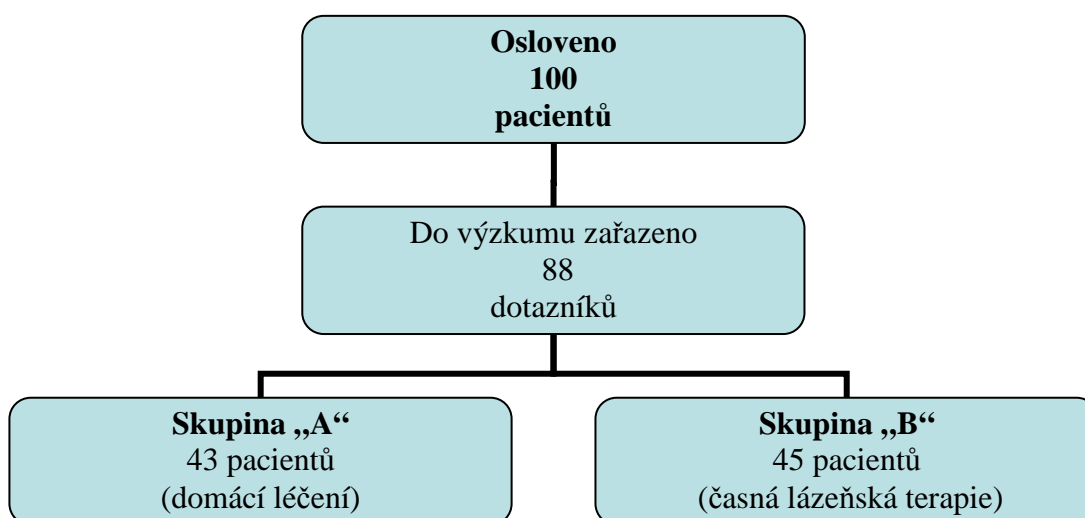 Osloveno
100
pacientů
Do výzkumu zařazeno
88
dotazníků
Skupina „A“
43 pacientů
(domácí léčení)
Skupina „B“
45 pacientů
(časná lázeňská terapie)